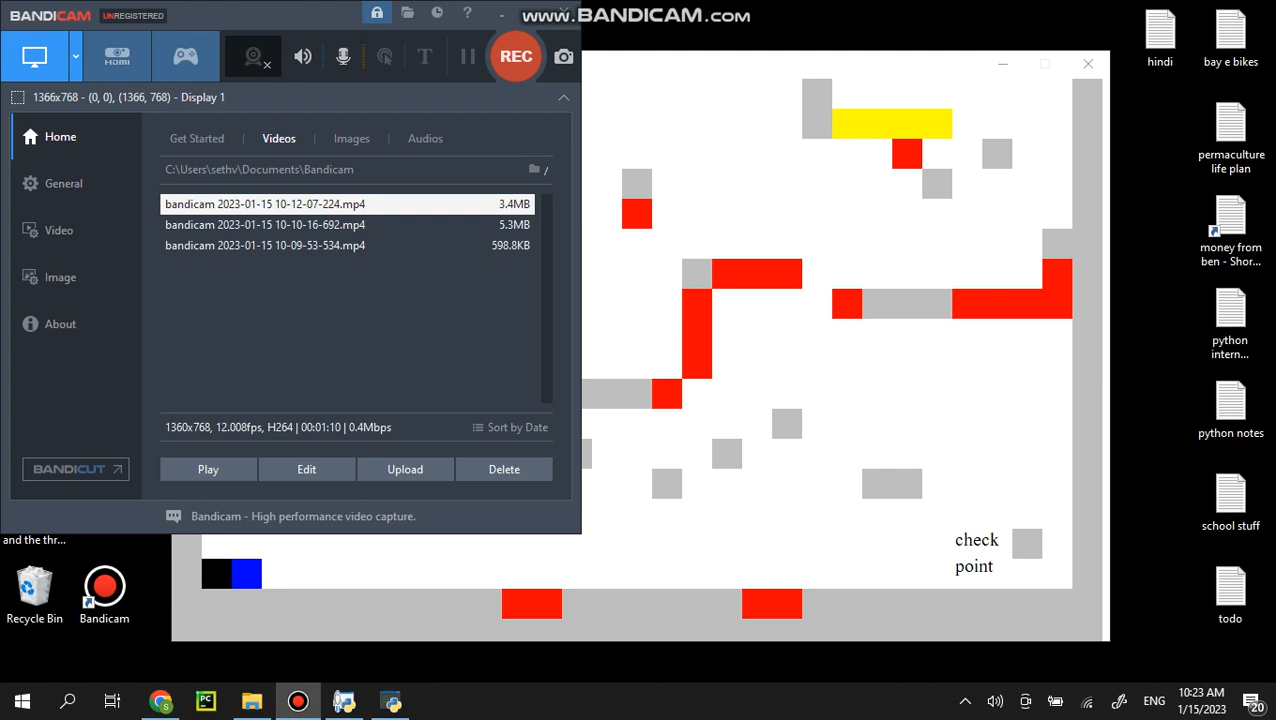 BANDICAM UNREGISTERED
www.BANDICAM.com
HDMI
REC
1366x768 - (0, 0), (1366, 768) - Display 1
Home
General
Video
Image
About
Get Started
Videos
Images
Audios
bandicam 2023-01-15 10-12-07-224.mp4 3.4MB
bandicam 2023-01-15 10-10-16-692.mp4 5.3MB
bandicam 2023-01-15 10-09-53-534.mp4 598.8KB
1360x768, 12.008fps, H264 | 00:01:10 | 0.4Mbps
Sort by Date
BANDICUT
Play
Edit
Upload
Delete
Bandicam - High performance video capture.
check
point
hindi
bay e bikes
permaculture
life plan
money from
ben - Shor...
python
intern...
python notes
school stuff
todo
and the thr...
Recycle Bin
Bandicam
PC
ENG
10:23 AM
1/15/2023
20